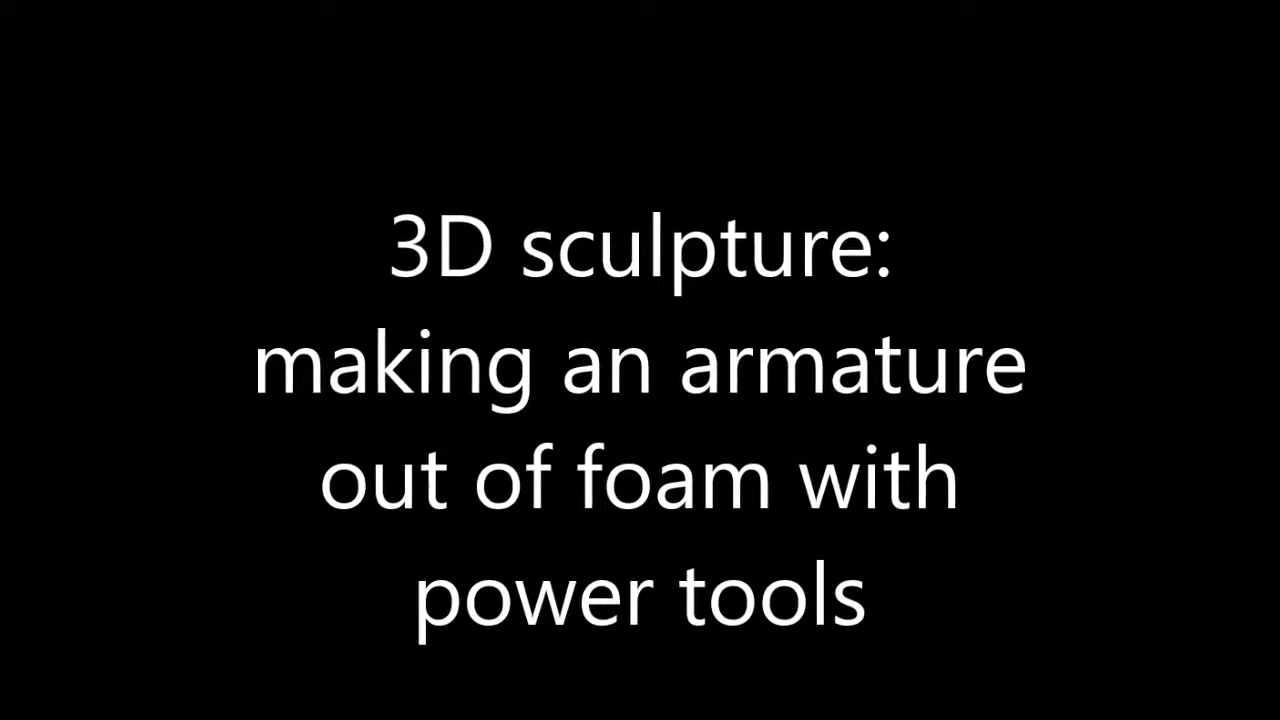 3D sculpture:
making an armature
out of foam with
power tools